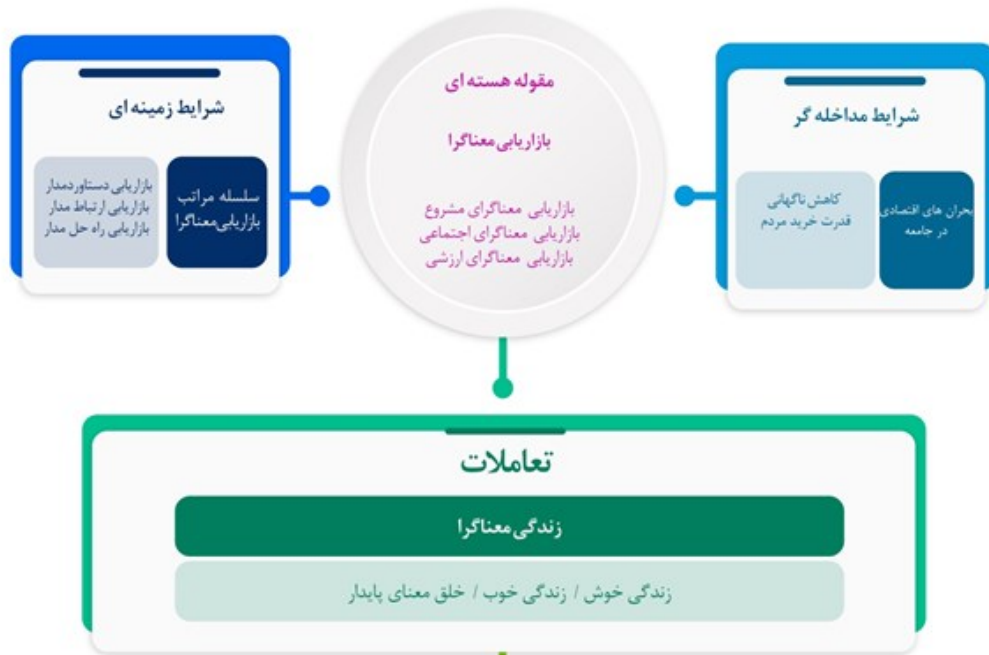 شرایط مداخله گر
بحران های اقتصادی
در جامعه
کاهش ناگهانی
قدرت خرید مردم
مقوله هسته ای
بازاریابی معناگرا
بازاریابی معناگرای مشروع
بازاریابی معناگرای اجتماعی
بازاریابی معناگرای ارزشی
شرایط زمینه ای
سلسله مراتب
بازاریابی معناگرا
بازاریابی دستاوردمدار
بازاریابی ارتباط مدار
بازاریابی راه حل مدار
تعاملات
زندگی معناگرا
زندگی خوش / زندگی خوب / خلق معنای پایدار